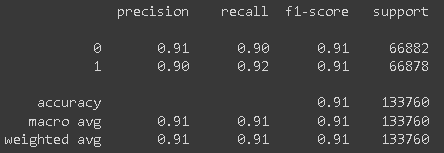 precision recall f1-score support
0 0.91 0.90 0.91 66882
1 0.90 0.92 0.91 66878
accuracy 0.91 133760
macro avg 0.91 0.91 0.91 133760
weighted avg 0.91 0.91 0.91 133760